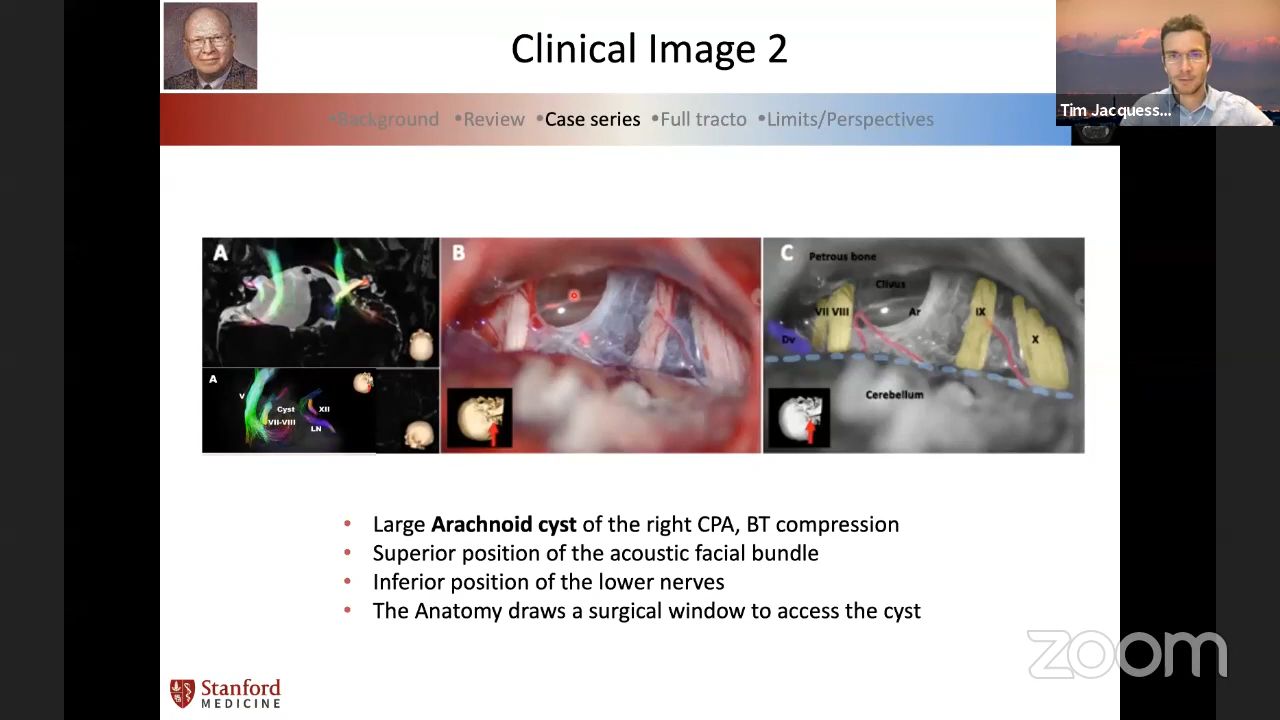 Clinical Image 2
•Background •Review •Case series •Full tracto •Limits/Perspectives
Tim Jacquess...
A
B
C
Petrous bone
Clivus
VII VIII
Ar
IX
X
Dv
Cerebellum
A
V
Cyst
XII
VII-VIII
LN
• Large Arachnoid cyst of the right CPA, BT compression
• Superior position of the acoustic facial bundle
• Inferior position of the lower nerves
• The Anatomy draws a surgical window to access the cyst
zoom
Stanford
MEDICINE